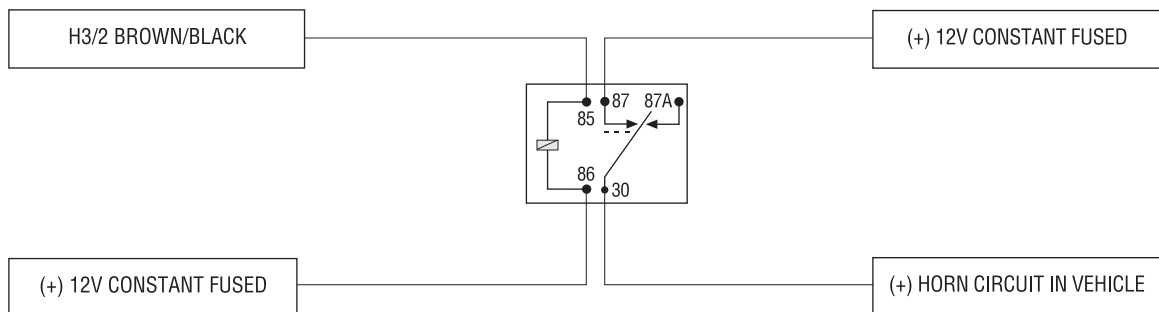 H3/2 BROWN/BLACK
(+) 12V CONSTANT FUSED
87 87A
85
86
30
(+) 12V CONSTANT FUSED
(+) HORN CIRCUIT IN VEHICLE